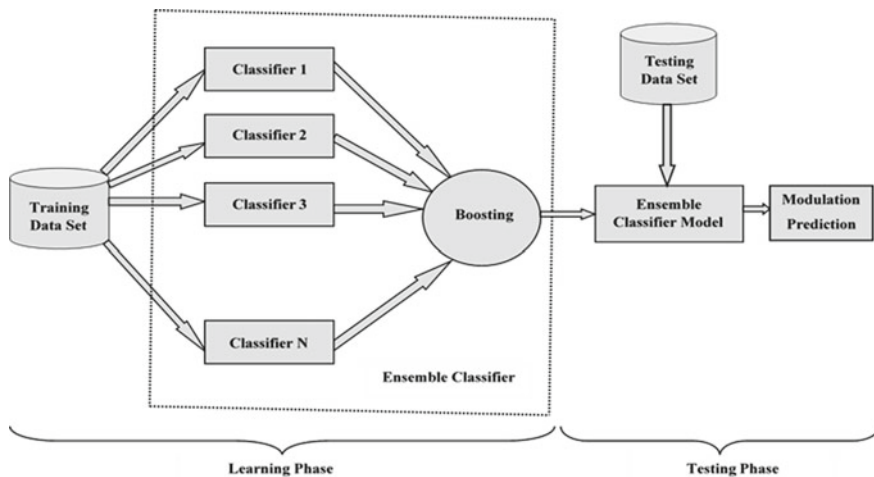 Classifier 1
Classifier 2
Classifier 3
Classifier N
Training
Data Set
Boosting
Ensemble Classifier
Testing
Data Set
Ensemble
Classifier Model
Modulation
Prediction
Learning Phase
Testing Phase